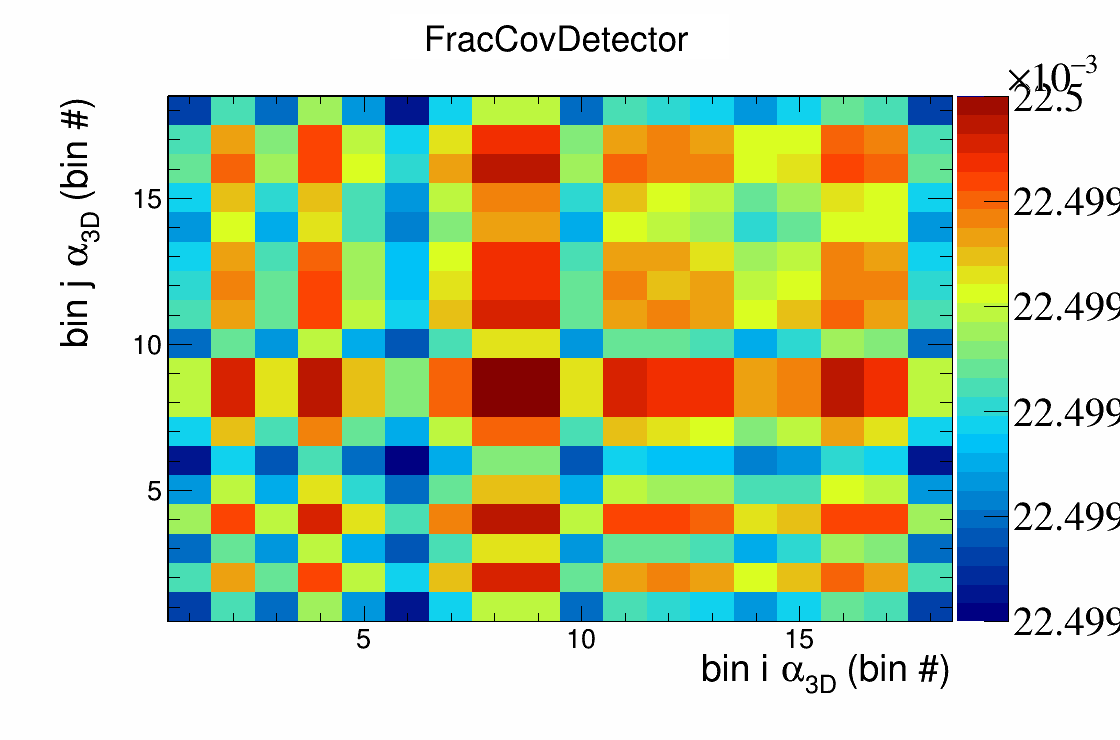 FracCovDetector
×10⁻³
22.5
22.499
22.499
22.499
22.499
22.499
15
10
5
bin j α3D (bin #)
5 10 15
bin i α3D (bin #)